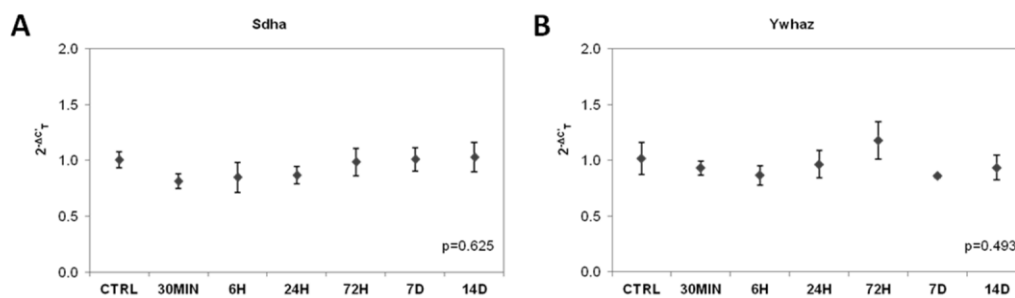 A
Sdha
2.0
1.5
1.0
0.5
0.0
2^-ΔC'T
p=0.625
CTRL 30MIN 6H 24H 72H 7D 14D
B
Ywhaz
2.0
1.5
1.0
0.5
0.0
2^-ΔC'T
p=0.493
CTRL 30MIN 6H 24H 72H 7D 14D